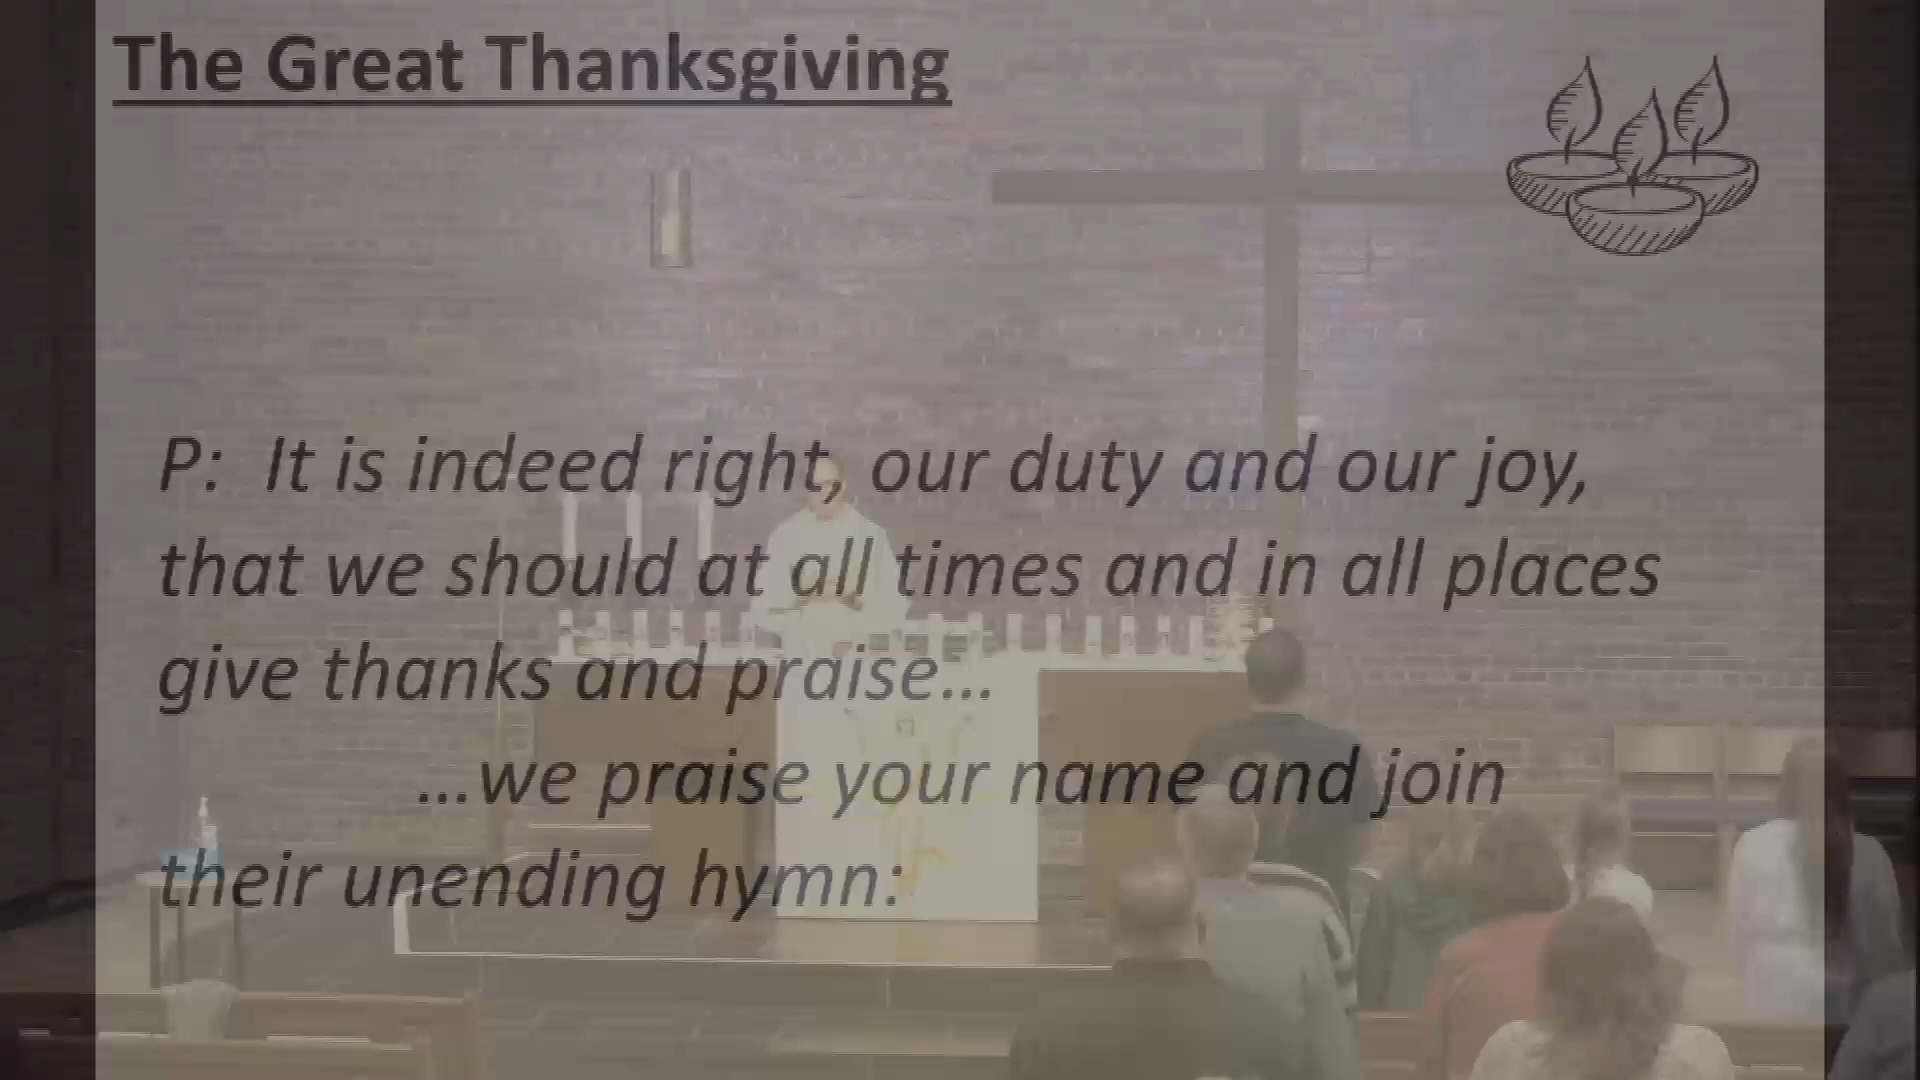 The Great Thanksgiving
P: It is indeed right, our duty and our joy,
that we should at all times and in all places
give thanks and praise...
...we praise your name and join
their unending hymn: